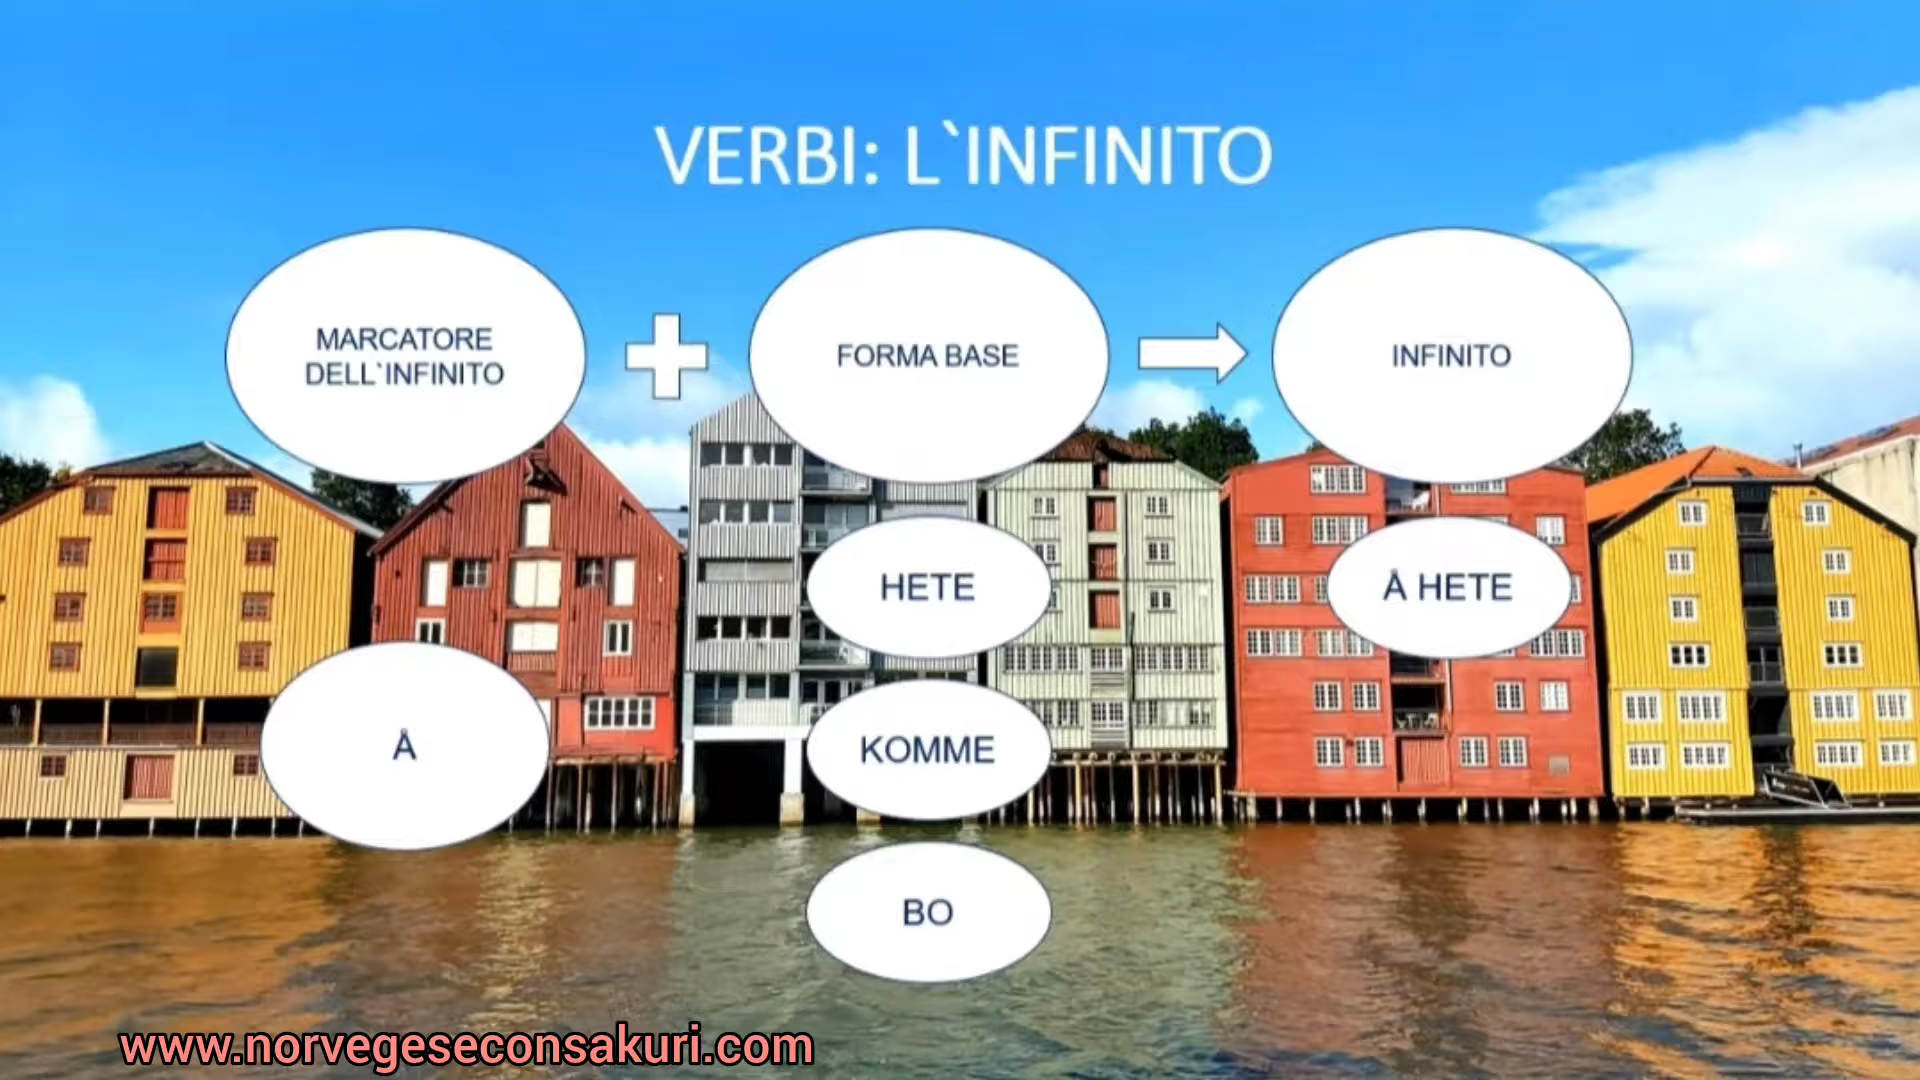 VERBI: L`INFINITO
MARCATORE
DELL`INFINITO
FORMA BASE
INFINITO
HETE
Å HETE
Å
KOMME
BO
www.norvegeseconsakuri.com